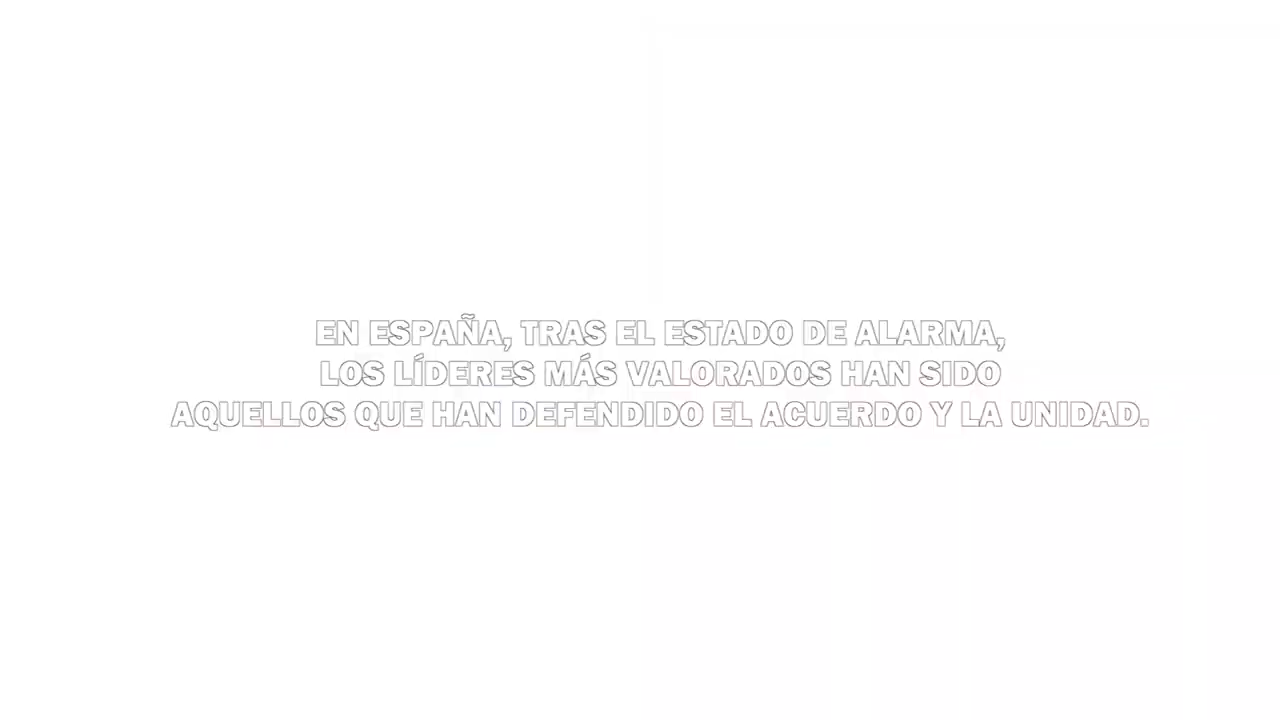 EN ESPAÑA, TRAS EL ESTADO DE ALARMA,
LOS LÍDERES MÁS VALORADOS HAN SIDO
AQUELLOS QUE HAN DEFENDIDO EL ACUERDO Y LA UNIDAD.